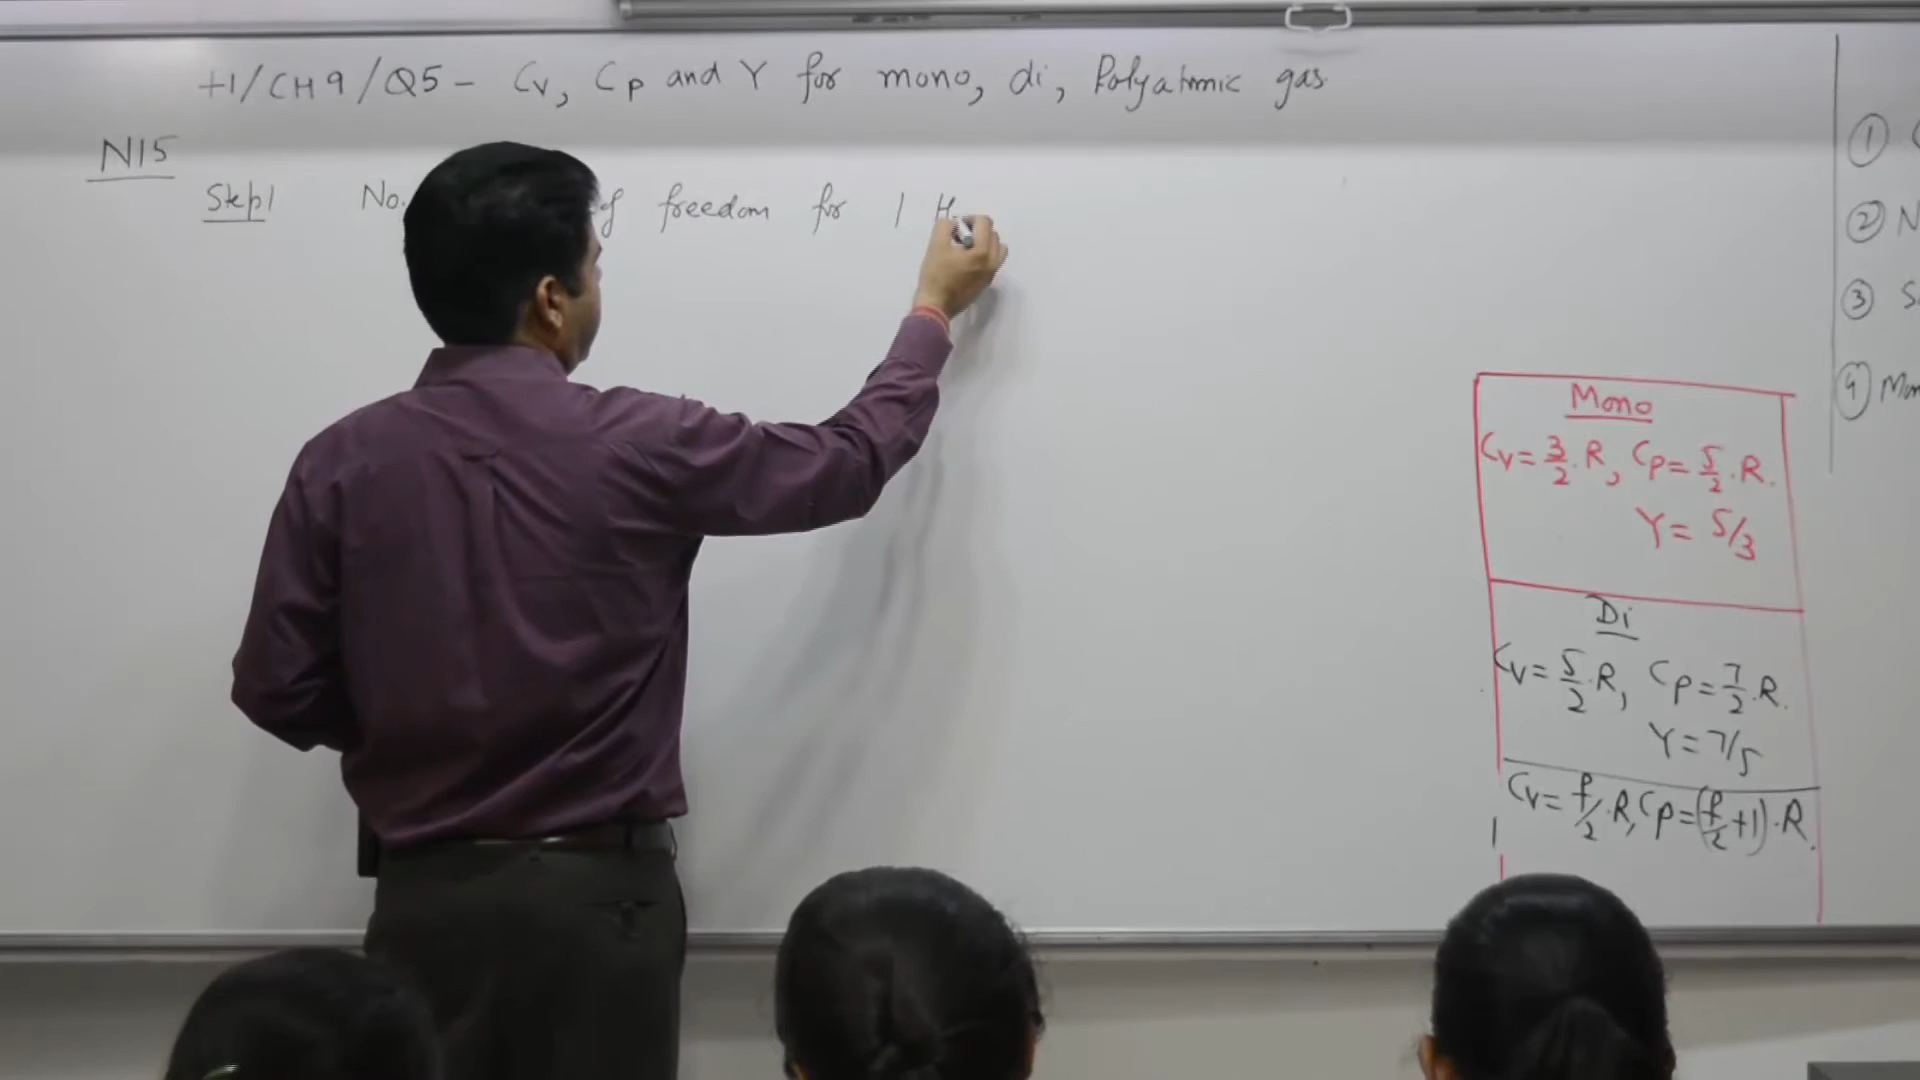 +1/CH9/Q5 - Cv, Cp and Y for mono, di, Polyatomic gas
N15
Step1 No. of freedom for 1 H
① 
② N
③ S
④ Mon
Mono
Cv = 3/2 . R, Cp = 5/2 . R.
Y = 5/3
Di
Cv = 5/2 . R, Cp = 7/2 . R.
Y = 7/5
Cv = f/2 . R, Cp = (f/2 + 1) . R.